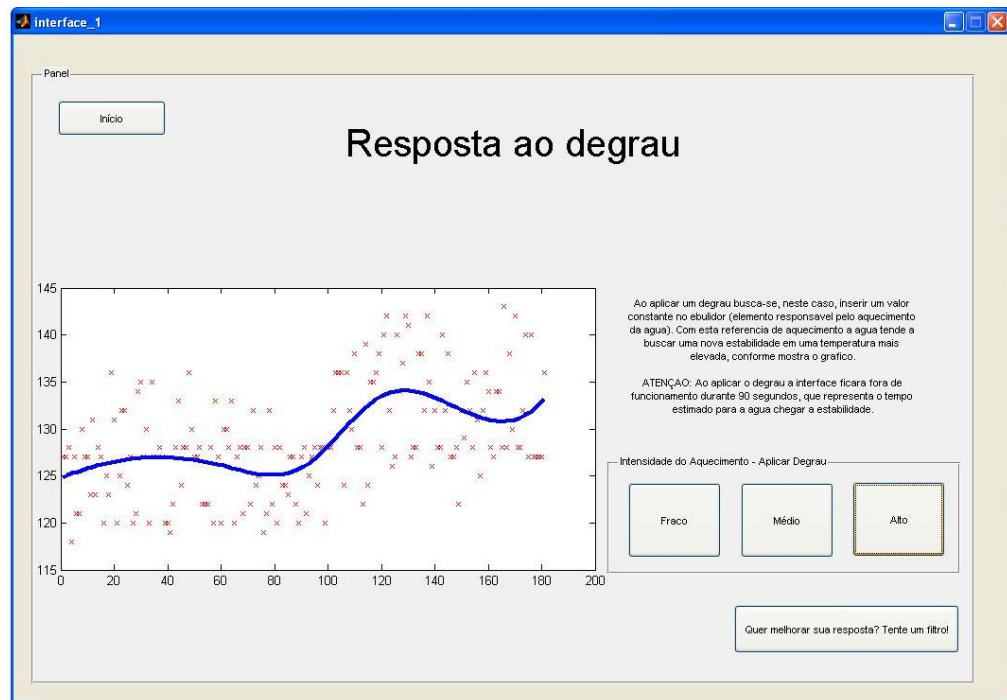 interface_1
Panel
Início
Resposta ao degrau
145
140
135
130
125
120
115
0 20 40 60 80 100 120 140 160 180 200
Ao aplicar um degrau busca-se, neste caso, inserir um valor
constante no ebulidor (elemento responsavel pelo aquecimento
da agua). Com esta referencia de aquecimento a agua tende a
buscar uma nova estabilidade em uma temperatura mais
elevada, conforme mostra o grafico.
ATENÇAO: Ao aplicar o degrau a interface ficara fora de
funcionamento durante 90 segundos, que representa o tempo
estimado para a agua chegar a estabilidade.
Intensidade do Aquecimento - Aplicar Degrau
Fraco Médio Alto
Quer melhorar sua resposta? Tente um filtro!